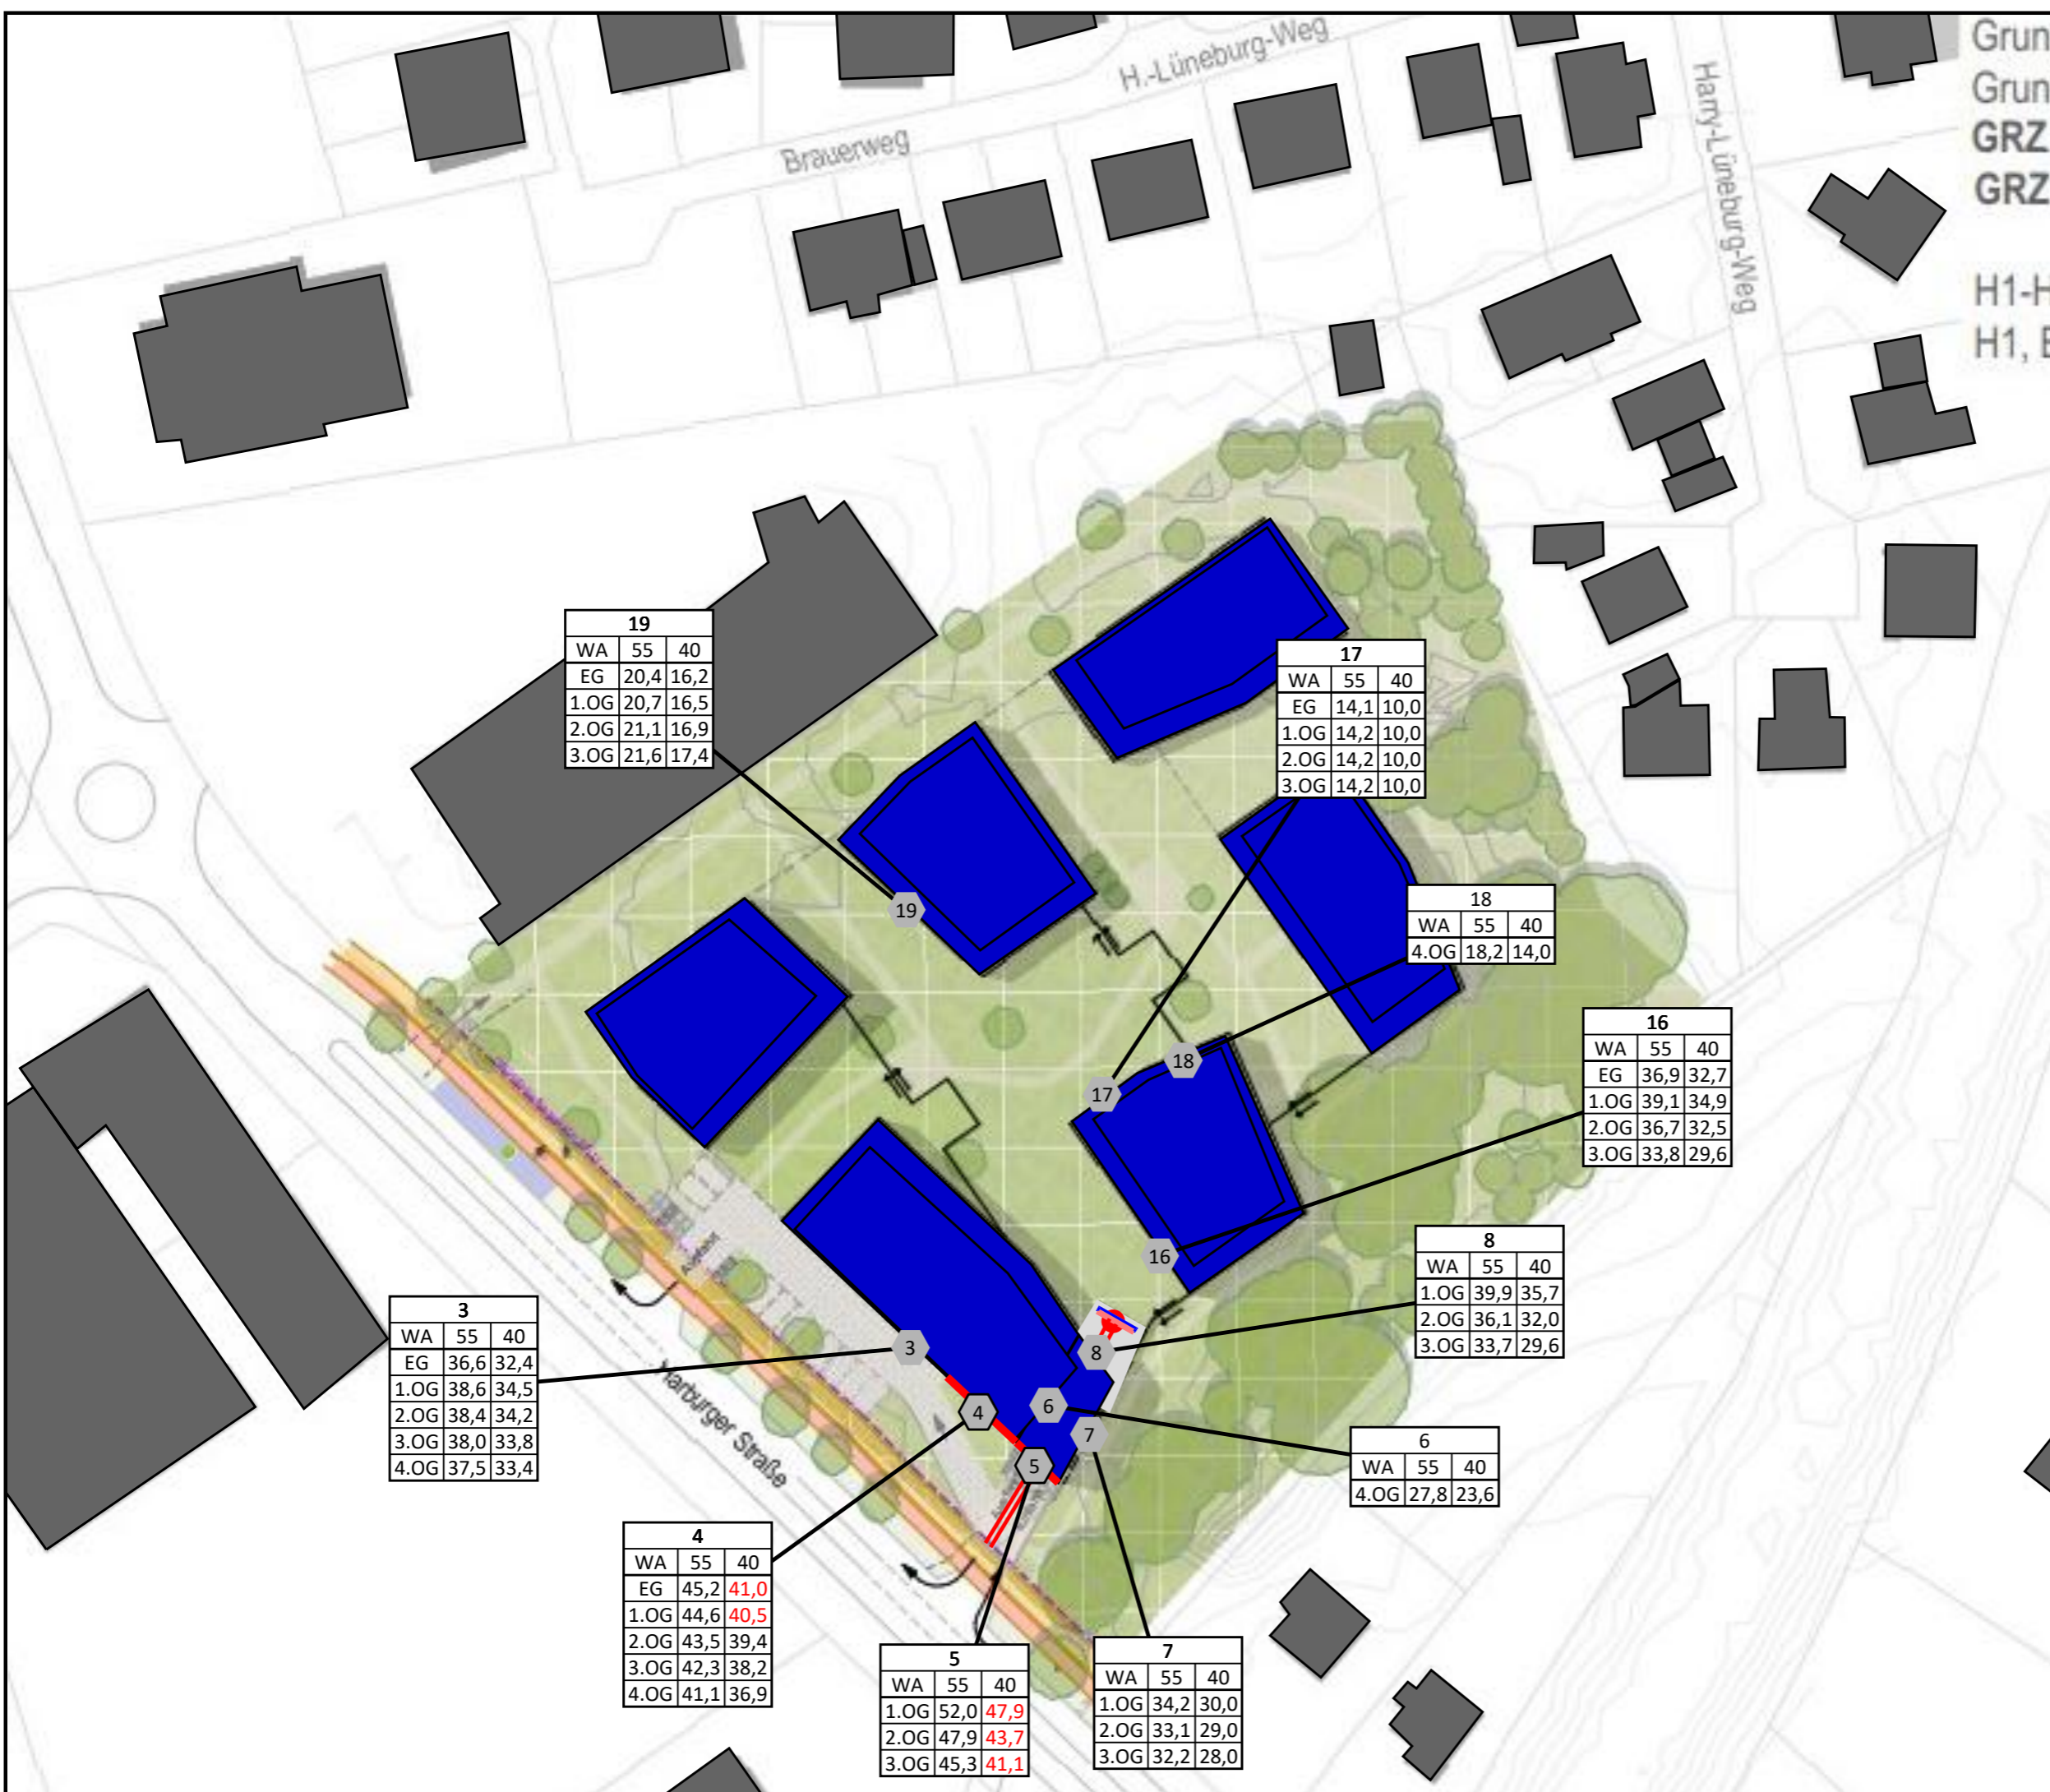 Grun
H.-Lüneburg-Weg
Grun
Harry-Lüneburg-Weg
GRZ
Brauerweg
GRZ
H1-H
H1, E
19
WA 55 40
EG 20,4 16,2
1.OG 20,7 16,5
2.OG 21,1 16,9
3.OG 21,6 17,4
17
WA 55 40
EG 14,1 10,0
1.OG 14,2 10,0
2.OG 14,2 10,0
3.OG 14,2 10,0
18
WA 55 40
4.OG 18,2 14,0
19
16
WA 55 40
EG 36,9 32,7
1.OG 39,1 34,9
2.OG 36,7 32,5
3.OG 33,8 29,6
18
17
16
8
WA 55 40
1.OG 39,9 35,7
2.OG 36,1 32,0
3.OG 33,7 29,6
3
WA 55 40
EG 36,6 32,4
1.OG 38,6 34,5
2.OG 38,4 34,2
3.OG 38,0 33,8
4.OG 37,5 33,4
3
8
6
4
7
5
Harburger Straße
6
WA 55 40
4.OG 27,8 23,6
4
WA 55 40
EG 45,2 41,0
1.OG 44,6 40,5
2.OG 43,5 39,4
3.OG 42,3 38,2
4.OG 41,1 36,9
5
WA 55 40
1.OG 52,0 47,9
2.OG 47,9 43,7
3.OG 45,3 41,1
7
WA 55 40
1.OG 34,2 30,0
2.OG 33,1 29,0
3.OG 32,2 28,0